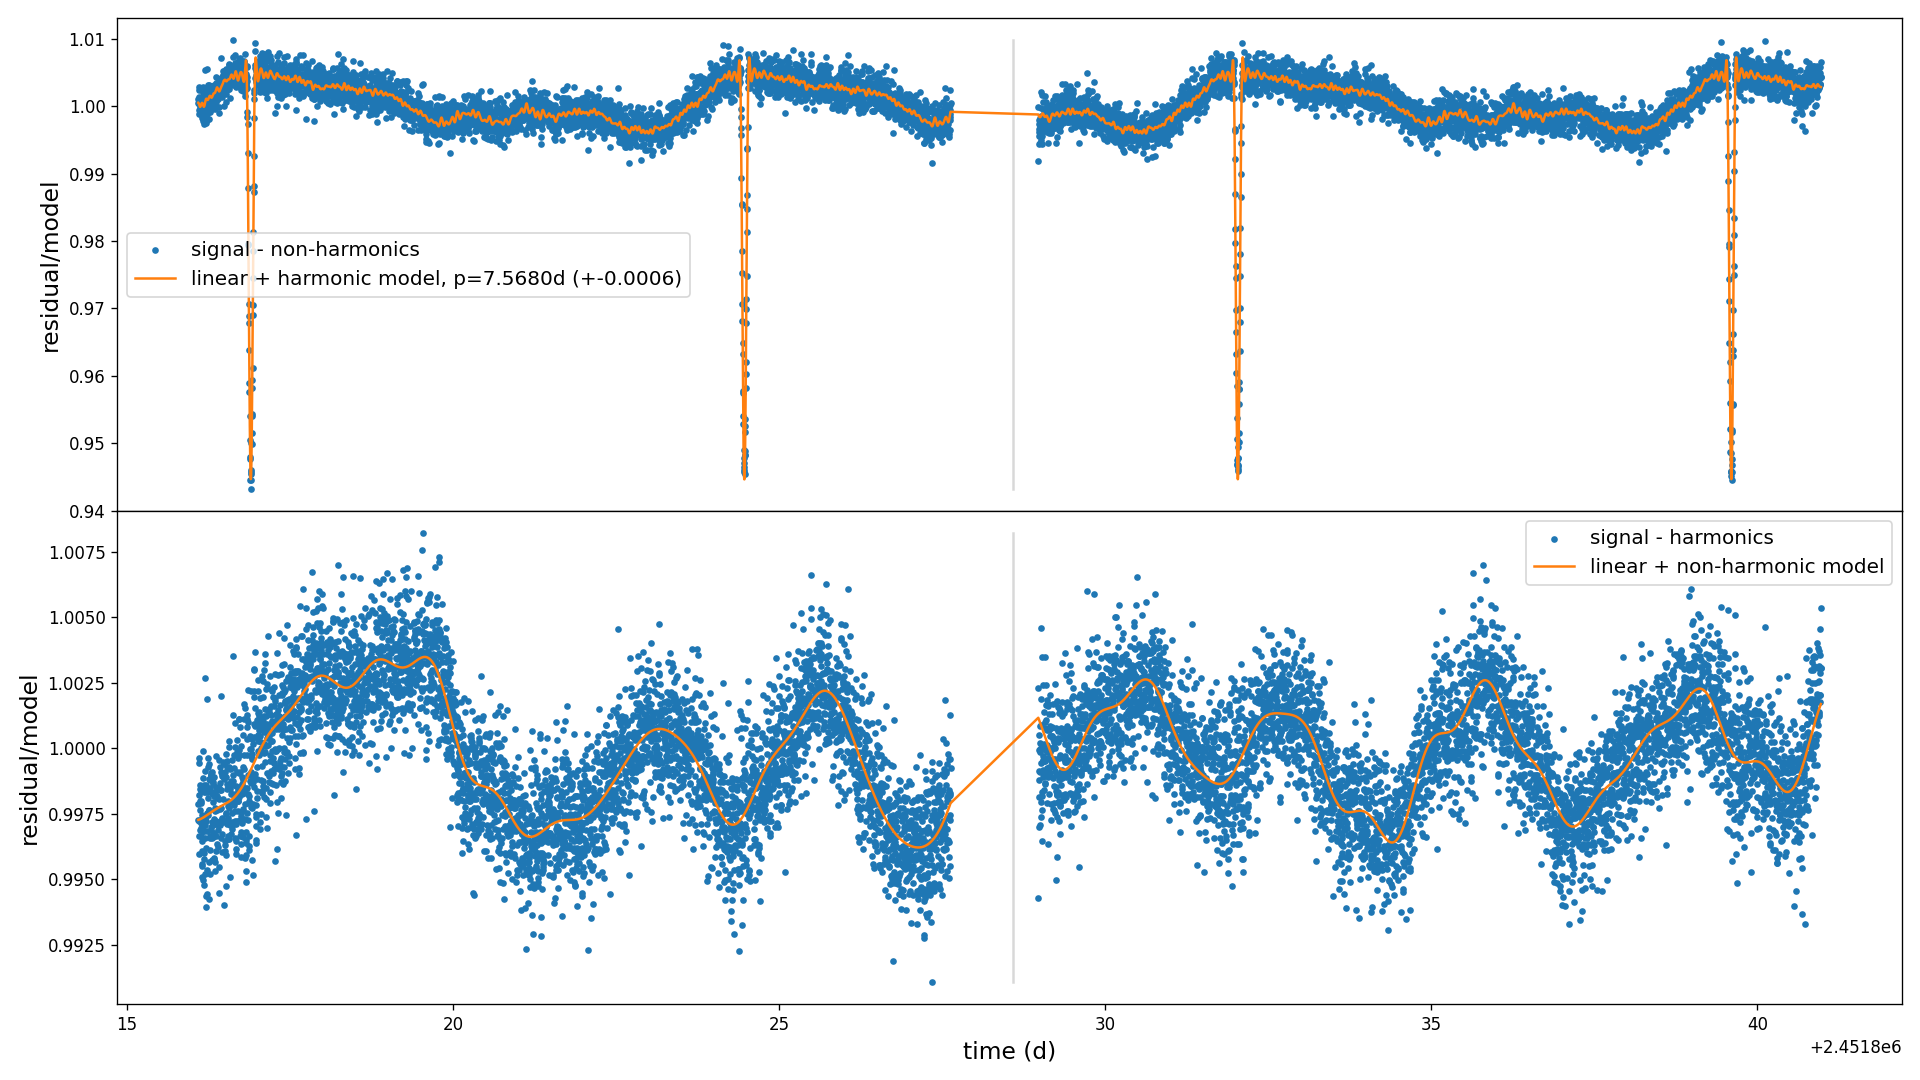 1.01
1.00
0.99
0.98
0.97
0.96
0.95
0.94
residual/model
signal - non-harmonics
linear + harmonic model, p=7.5680d (+-0.0006)
1.0075
1.0050
1.0025
1.0000
0.9975
0.9950
0.9925
residual/model
signal - harmonics
linear + non-harmonic model
15
20
25
30
35
40
time (d)
+2.4518e6